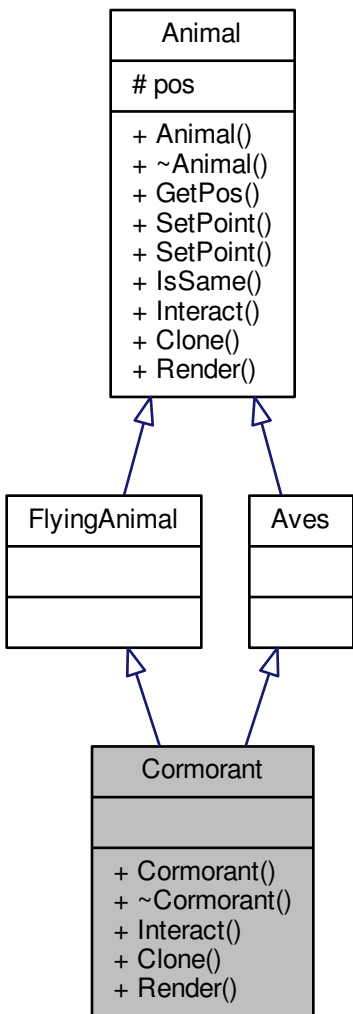 Animal
# pos
+ Animal()
+ ~Animal()
+ GetPos()
+ SetPoint()
+ SetPoint()
+ IsSame()
+ Interact()
+ Clone()
+ Render()
FlyingAnimal
Aves
Cormorant
+ Cormorant()
+ ~Cormorant()
+ Interact()
+ Clone()
+ Render()